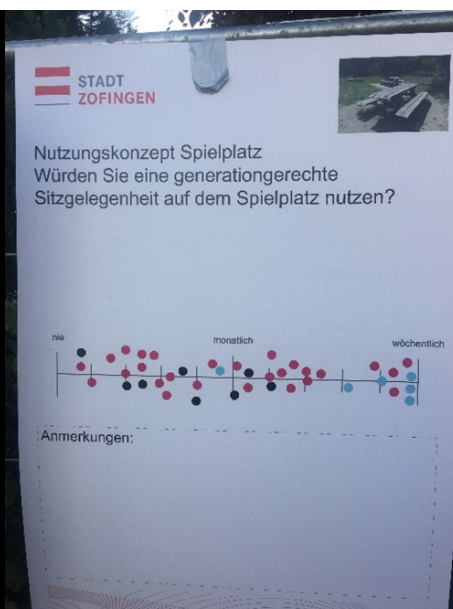 STADT
ZOFINGEN
Nutzungskonzept Spielplatz
Würden Sie eine generationgerechte
Sitzgelegenheit auf dem Spielplatz nutzen?
nie
monatlich
wöchentlich
Anmerkungen: